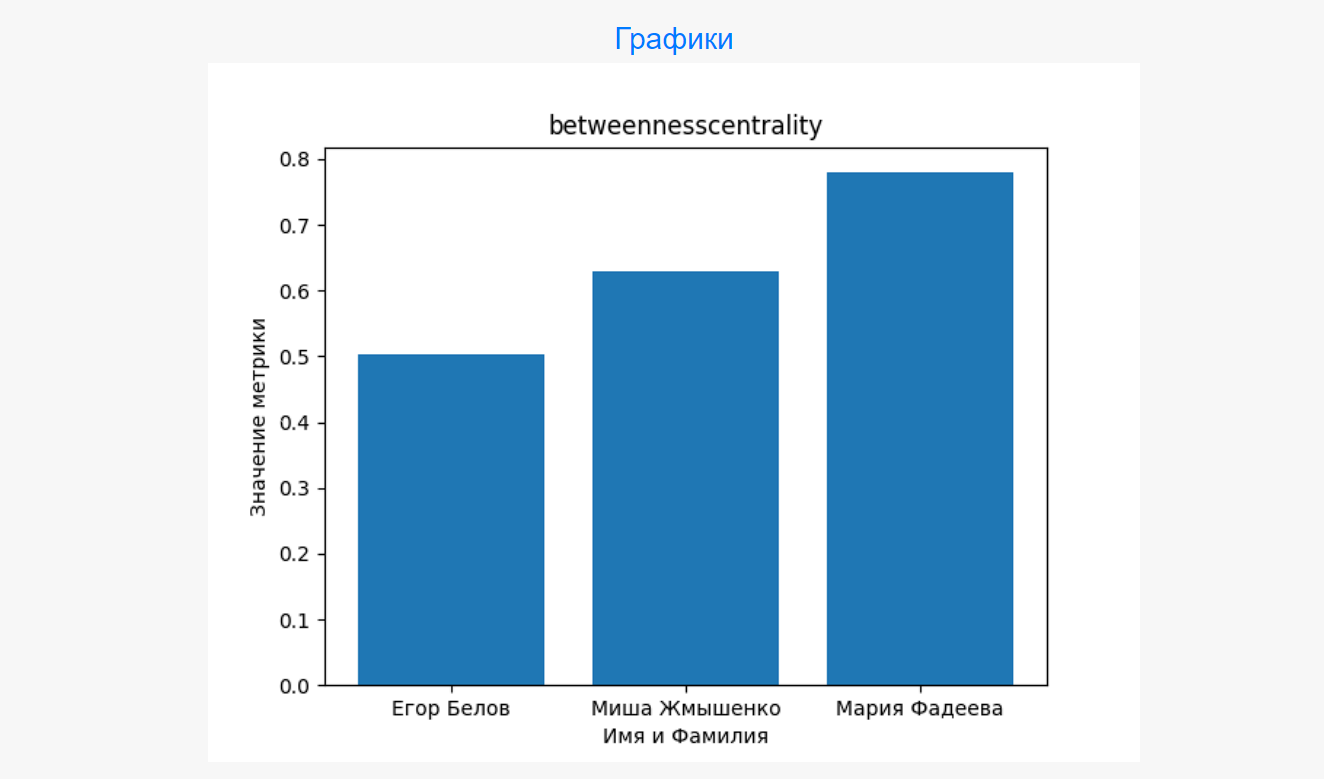 Графики
betweennesscentrality
0.8
0.7
0.6
0.5
0.4
0.3
0.2
0.1
0.0
Значение метрики
Егор Белов Миша Жмышенко Мария Фадеева
Имя и Фамилия